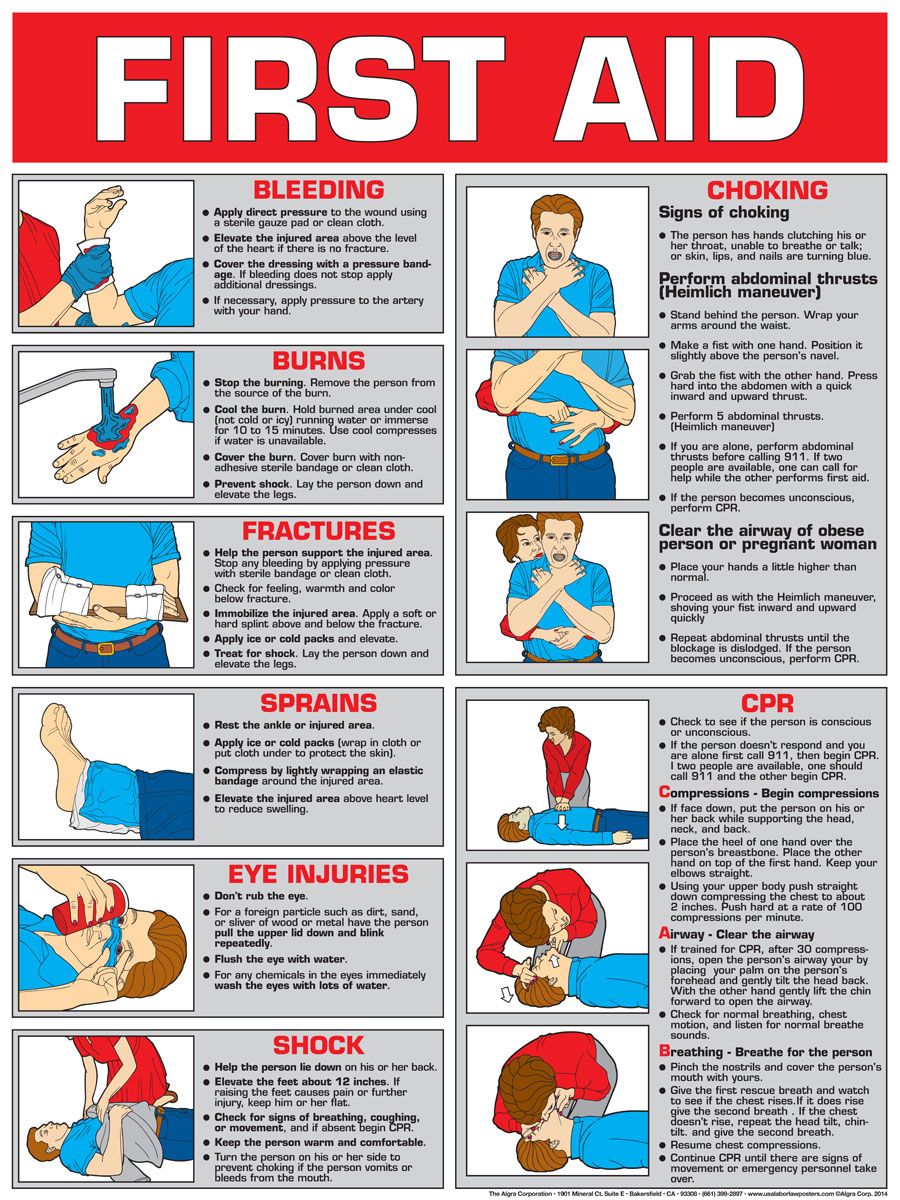 FIRST AID
BLEEDING
● Apply direct pressure to the wound using
a sterile gauze pad or clean cloth.
● Elevate the injured area above the level
of the heart if there is no fracture.
● Cover the dressing with a pressure band-
age. If bleeding does not stop apply
additional dressings.
● If necessary, apply pressure to the artery
with your hand.
BURNS
● Stop the burning. Remove the person from
the source of the burn.
● Cool the burn. Hold burned area under cool
(not cold or icy) running water or immerse
for 10 to 15 minutes. Use cool compresses
if water is unavailable.
● Cover the burn. Cover burn with non-
adhesive sterile bandage or clean cloth.
● Prevent shock. Lay the person down and
elevate the legs.
FRACTURES
● Help the person support the injured area.
Stop any bleeding by applying pressure
with sterile bandage or clean cloth.
● Check for feeling, warmth and color
below fracture.
● Immobilize the injured area. Apply a soft or
hard splint above and below the fracture.
● Apply ice or cold packs and elevate.
● Treat for shock. Lay the person down and
elevate the legs.
SPRAINS
● Rest the ankle or injured area.
● Apply ice or cold packs (wrap in cloth or
put cloth under to protect the skin).
● Compress by lightly wrapping an elastic
bandage around the injured area.
● Elevate the injured area above heart level
to reduce swelling.
EYE INJURIES
● Don't rub the eye.
● For a foreign particle such as dirt, sand,
or sliver of wood or metal have the person
pull the upper lid down and blink
repeatedly.
● Flush the eye with water.
● For any chemicals in the eyes immediately
wash the eyes with lots of water.
SHOCK
● Help the person lie down on his or her back.
● Elevate the feet about 12 inches. If
raising the feet causes pain or further
injury, keep him or her flat.
● Check for signs of breathing, coughing,
or movement, and if absent begin CPR.
● Keep the person warm and comfortable.
● Turn the person on his or her side to
prevent choking if the person vomits or
bleeds from the mouth.
CHOKING
Signs of choking
● The person has hands clutching his or
her throat, unable to breathe or talk;
or skin, lips, and nails are turning blue.
Perform abdominal thrusts
(Heimlich maneuver)
● Stand behind the person. Wrap your
arms around the waist.
● Make a fist with one hand. Position it
slightly above the person's navel.
● Grab the fist with the other hand. Press
hard into the abdomen with a quick
inward and upward thrust.
● Perform 5 abdominal thrusts.
(Heimlich maneuver)
● If you are alone, perform abdominal
thrusts before calling 911. If two
people are available, one can call for
help while the other performs first aid.
● If the person becomes unconscious,
perform CPR.
Clear the airway of obese
person or pregnant woman
● Place your hands a little higher than
normal.
● Proceed as with the Heimlich maneuver,
shoving your fist inward and upward
quickly
● Repeat abdominal thrusts until the
blockage is dislodged. If the person
becomes unconscious, perform CPR.
CPR
● Check to see if the person is conscious
or unconscious.
● If the person doesn't respond and you
are alone first call 911, then begin CPR.
I two people are available, one should
call 911 and the other begin CPR.
Compressions - Begin compressions
● If face down, put the person on his or
her back while supporting the head,
neck, and back.
● Place the heel of one hand over the
person's breastbone. Place the other
hand on top of the first hand. Keep your
elbows straight.
● Using your upper body push straight
down compressing the chest to about
2 inches. Push hard at a rate of 100
compressions per minute.
Airway - Clear the airway
● If trained for CPR, after 30 compress-
ions, open the person's airway your by
placing your palm on the person's
forehead and gently tilt the head back.
With the other hand gently lift the chin
forward to open the airway.
● Check for normal breathing, chest
motion, and listen for normal breathe
sounds.
Breathing - Breathe for the person
● Pinch the nostrils and cover the person's
mouth with yours.
● Give the first rescue breath and watch
to see if the chest rises.If it does rise
give the second breath . If the chest
doesn't rise, repeat the head tilt, chin-
tilt. and give the second breath.
● Resume chest compressions.
● Continue CPR until there are signs of
movement or emergency personnel take
over.
The Algra Corporation • 1901 Mineral Ct. Suite E • Bakersfield • CA • 93308 • (661) 399-2897 • www.usalaborlawposters.com ©Algra Corp. 2014